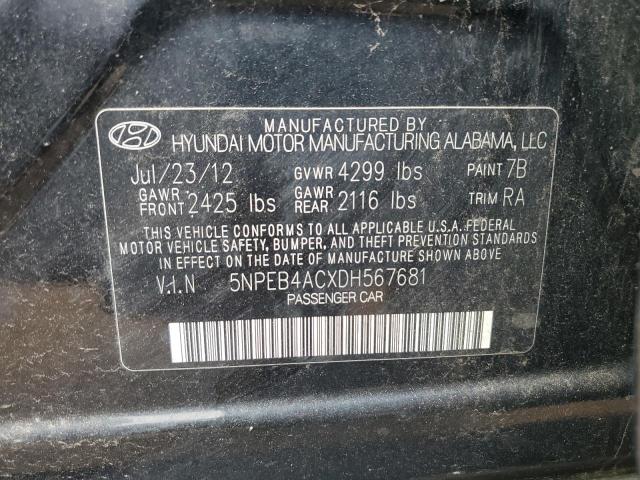 MANUFACTURED BY
HYUNDAI MOTOR MANUFACTURING ALABAMA, LLC
Jul/23/12 GVWR 4299 lbs PAINT 7B
GAWR FRONT 2425 lbs GAWR REAR 2116 lbs TRIM RA
THIS VEHICLE CONFORMS TO ALL APPLICABLE U.S.A. FEDERAL
MOTOR VEHICLE SAFETY, BUMPER, AND THEFT PREVENTION STANDARDS
IN EFFECT ON THE DATE OF MANUFACTURE SHOWN ABOVE
V.I.N 5NPEB4ACXDH567681
PASSENGER CAR